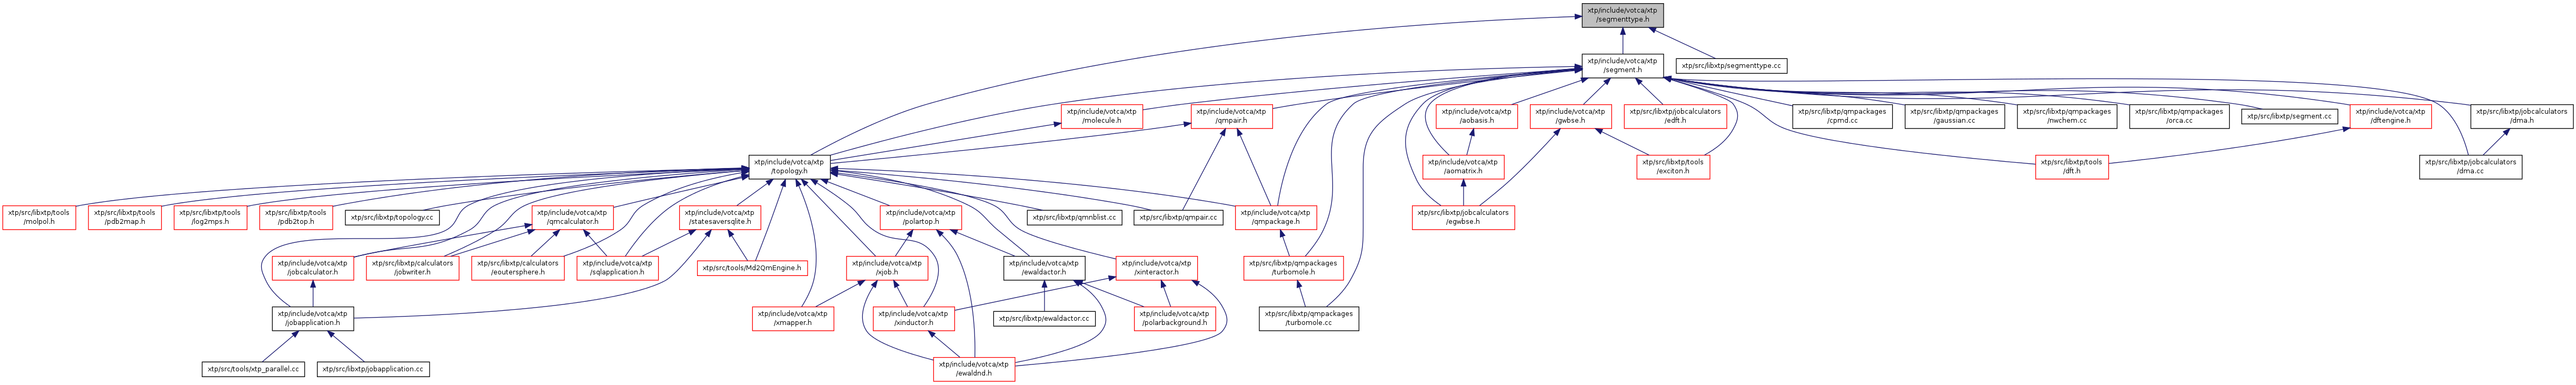 xtp/include/votca/xtp
/segmenttype.h
xtp/include/votca/xtp
/segment.h
xtp/src/libxtp/segmenttype.cc
xtp/include/votca/xtp
/molecule.h
xtp/include/votca/xtp
/qmpair.h
xtp/include/votca/xtp
/aobasis.h
xtp/include/votca/xtp
/gwbse.h
xtp/src/libxtp/jobcalculators
/edft.h
xtp/src/libxtp/qmpackages
/cpmd.cc
xtp/src/libxtp/qmpackages
/gaussian.cc
xtp/src/libxtp/qmpackages
/nwchem.cc
xtp/src/libxtp/qmpackages
/orca.cc
xtp/src/libxtp/segment.cc
xtp/include/votca/xtp
/dftengine.h
xtp/src/libxtp/jobcalculators
/dma.h
xtp/include/votca/xtp
/topology.h
xtp/include/votca/xtp
/aomatrix.h
xtp/src/libxtp/tools
/exciton.h
xtp/src/libxtp/tools
/dft.h
xtp/src/libxtp/jobcalculators
/dma.cc
xtp/src/libxtp/tools
/molpol.h
xtp/src/libxtp/tools
/pdb2map.h
xtp/src/libxtp/tools
/log2mps.h
xtp/src/libxtp/tools
/pdb2top.h
xtp/src/libxtp/topology.cc
xtp/include/votca/xtp
/qmcalculator.h
xtp/include/votca/xtp
/statesaversqlite.h
xtp/include/votca/xtp
/polartop.h
xtp/src/libxtp/qmnblist.cc
xtp/src/libxtp/qmpair.cc
xtp/include/votca/xtp
/qmpackage.h
xtp/src/libxtp/jobcalculators
/egwbse.h
xtp/include/votca/xtp
/jobcalculator.h
xtp/src/libxtp/calculators
/jobwriter.h
xtp/src/libxtp/calculators
/eoutersphere.h
xtp/include/votca/xtp
/sqlapplication.h
xtp/src/tools/Md2QmEngine.h
xtp/include/votca/xtp
/xjob.h
xtp/include/votca/xtp
/ewaldactor.h
xtp/include/votca/xtp
/xinteractor.h
xtp/src/libxtp/qmpackages
/turbomole.h
xtp/include/votca/xtp
/jobapplication.h
xtp/include/votca/xtp
/xmapper.h
xtp/include/votca/xtp
/xinductor.h
xtp/src/libxtp/ewaldactor.cc
xtp/include/votca/xtp
/polarbackground.h
xtp/src/libxtp/qmpackages
/turbomole.cc
xtp/src/tools/xtp_parallel.cc
xtp/src/libxtp/jobapplication.cc
xtp/include/votca/xtp
/ewaldnd.h